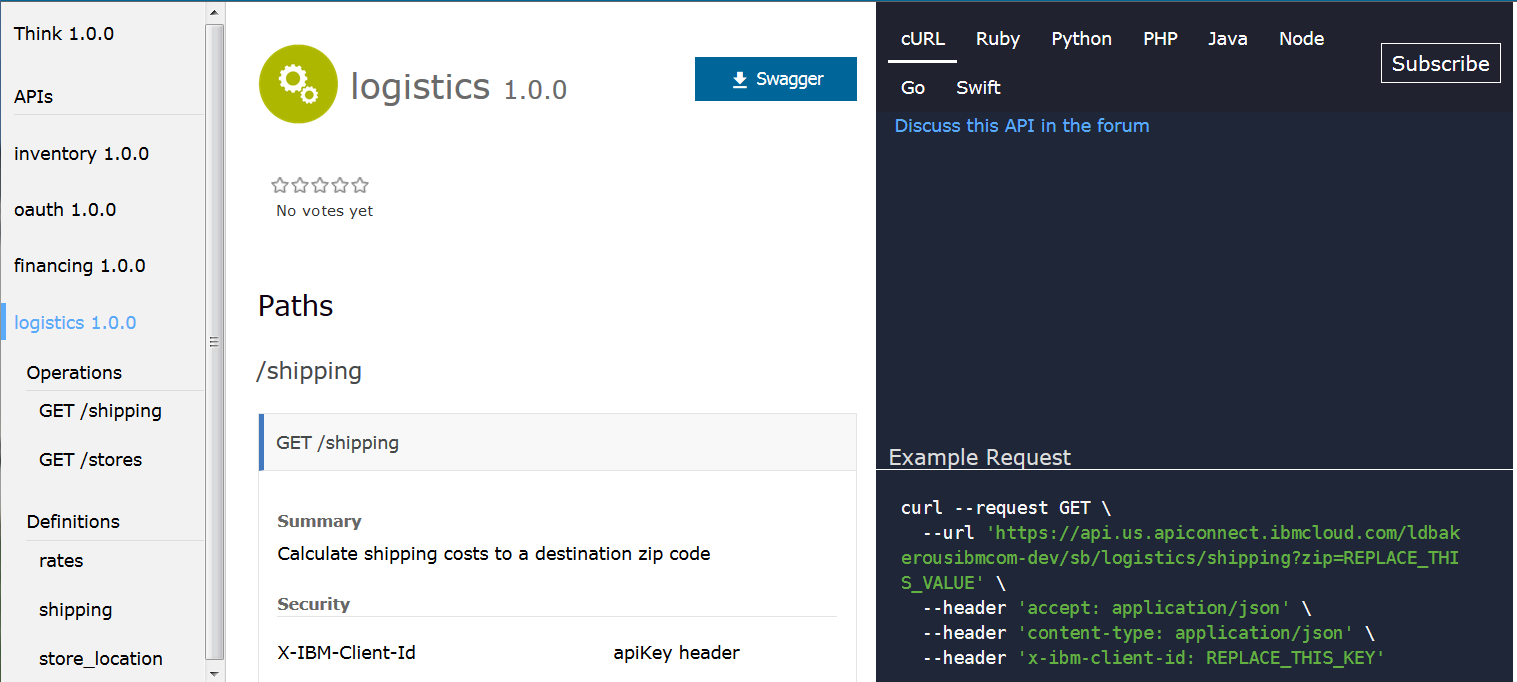 Think 1.0.0
APIs
inventory 1.0.0
oauth 1.0.0
financing 1.0.0
logistics 1.0.0
Operations
GET /shipping
GET /stores
Definitions
rates
shipping
store_location
logistics 1.0.0
Swagger
No votes yet
Paths
/shipping
GET /shipping
Summary
Calculate shipping costs to a destination zip code
Security
X-IBM-Client-Id apiKey header
cURL Ruby Python PHP Java Node
Go Swift
Subscribe
Discuss this API in the forum
Example Request
curl --request GET \
--url 'https://api.us.apiconnect.ibmcloud.com/ldbak
erousibmcom-dev/sb/logistics/shipping?zip=REPLACE_THI
S_VALUE' \
--header 'accept: application/json' \
--header 'content-type: application/json' \
--header 'x-ibm-client-id: REPLACE_THIS_KEY'